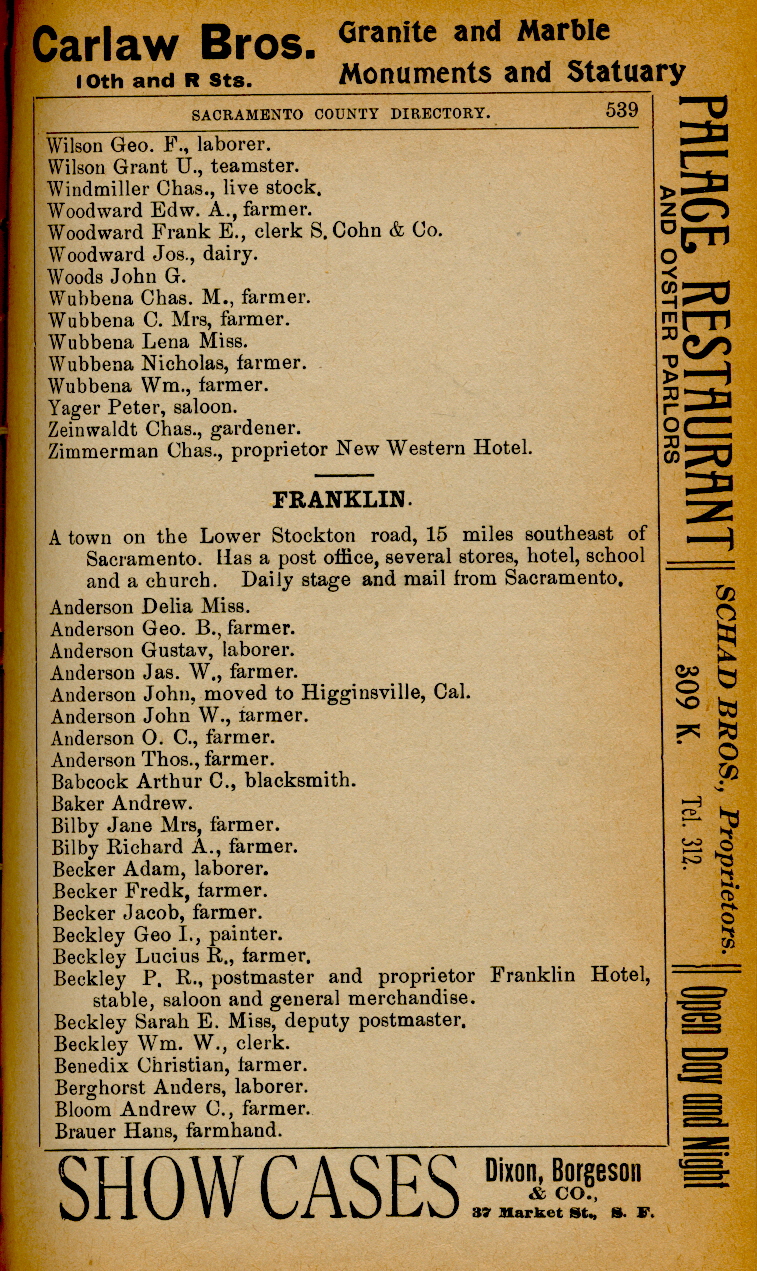 Carlaw Bros.
10th and R Sts.
Granite and Marble
Monuments and Statuary
SACRAMENTO COUNTY DIRECTORY. 539
Wilson Geo. F., laborer.
Wilson Grant U., teamster.
Windmiller Chas., live stock.
Woodward Edw. A., farmer.
Woodward Frank E., clerk S. Cohn & Co.
Woodward Jos., dairy.
Woods John G.
Wubbena Chas. M., farmer.
Wubbena C. Mrs, farmer.
Wubbena Lena Miss.
Wubbena Nicholas, farmer.
Wubbena Wm., farmer.
Yager Peter, saloon.
Zeinwaldt Chas., gardener.
Zimmerman Chas., proprietor New Western Hotel.
FRANKLIN.
A town on the Lower Stockton road, 15 miles southeast of
Sacramento. Has a post office, several stores, hotel, school
and a church. Daily stage and mail from Sacramento.
Anderson Delia Miss.
Anderson Geo. B., farmer.
Anderson Gustav, laborer.
Anderson Jas. W., farmer.
Anderson John, moved to Higginsville, Cal.
Anderson John W., farmer.
Anderson O. C., farmer.
Anderson Thos., farmer.
Babcock Arthur C., blacksmith.
Baker Andrew.
Bilby Jane Mrs, farmer.
Bilby Richard A., farmer.
Becker Adam, laborer.
Becker Fredk, farmer.
Becker Jacob, farmer.
Beckley Geo I., painter.
Beckley Lucius R., farmer.
Beckley P. R., postmaster and proprietor Franklin Hotel,
stable, saloon and general merchandise.
Beckley Sarah E. Miss, deputy postmaster.
Beckley Wm. W., clerk.
Benedix Christian, farmer.
Berghorst Anders, laborer.
Bloom Andrew C., farmer.
Brauer Hans, farmhand.
PALACE RESTAURANT
AND OYSTER PARLORS
SCHAD BROS., Proprietors.
309 K. Tel. 312.
Open Day and Night
SHOW CASES
Dixon, Borgeson
& CO.,
37 Market St., S. F.